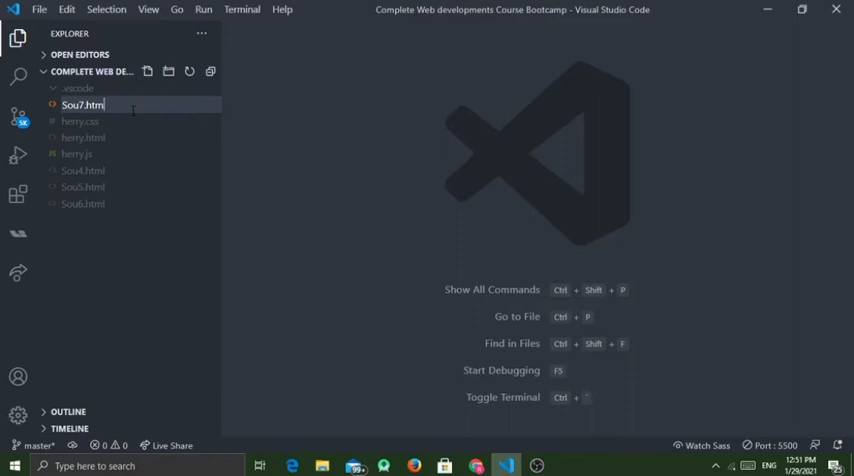 File Edit Selection View Go Run Terminal Help
Complete Web developments Course Bootcamp - Visual Studio Code
EXPLORER
OPEN EDITORS
COMPLETE WEB DE...
.vscode
Sou7.htm
herry.css
herry.html
herry.js
Sou4.html
Sou5.html
Sou6.html
5K
Show All Commands Ctrl + Shift + P
Go to File Ctrl + P
Find in Files Ctrl + Shift + F
Start Debugging F5
Toggle Terminal Ctrl + `
OUTLINE
TIMELINE
master* 0 0 Live Share
Watch Sass Port : 5500
Type here to search
99+
ENG
12:51 PM
1/29/2021
25